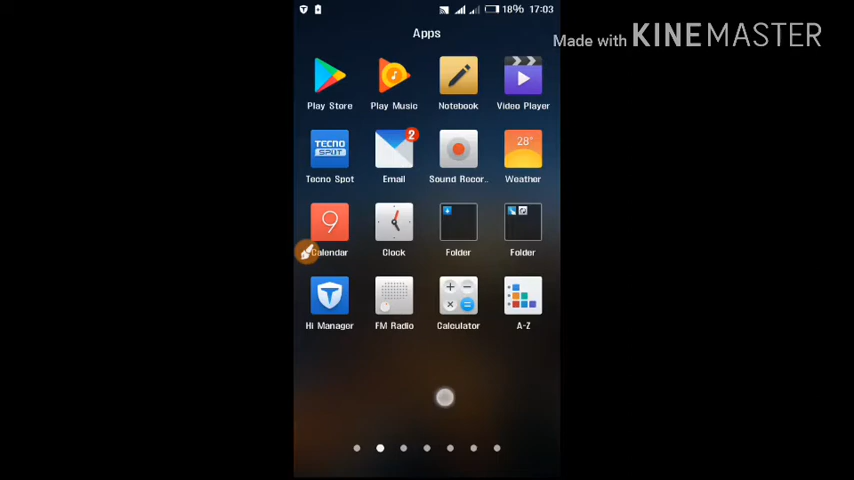 18% 17:03
Made with KINEMASTER
Apps
Play Store Play Music Notebook Video Player
TECNO SPOT 2 28°
Tecno Spot Email Sound Recor.. Weather
9
Calendar Clock Folder Folder
Hi Manager FM Radio Calculator A-Z